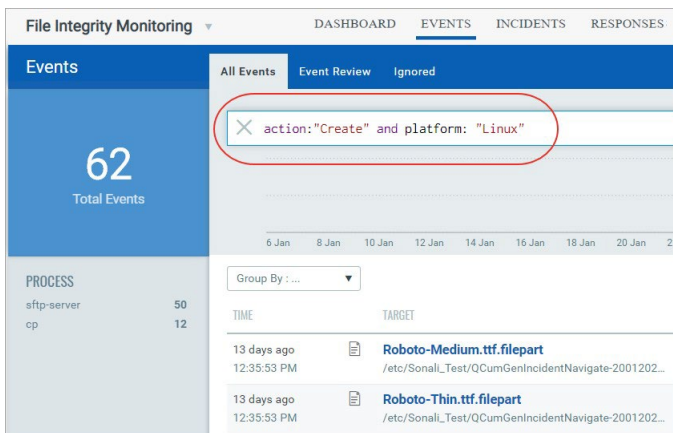 File Integrity Monitoring DASHBOARD EVENTS INCIDENTS RESPONSES
Events
All Events Event Review Ignored
action:"Create" and platform: "Linux"
62
Total Events
6 Jan 8 Jan 10 Jan 12 Jan 14 Jan 16 Jan 18 Jan 20 Jan 2
PROCESS
sftp-server 50
cp 12
Group By : ...
TIME TARGET
13 days ago Roboto-Medium.ttf.filepart
12:35:53 PM /etc/Sonali_Test/QCumGenIncidentNavigate-2001202...
13 days ago Roboto-Thin.ttf.filepart
12:35:53 PM /etc/Sonali_Test/QCumGenIncidentNavigate-2001202...